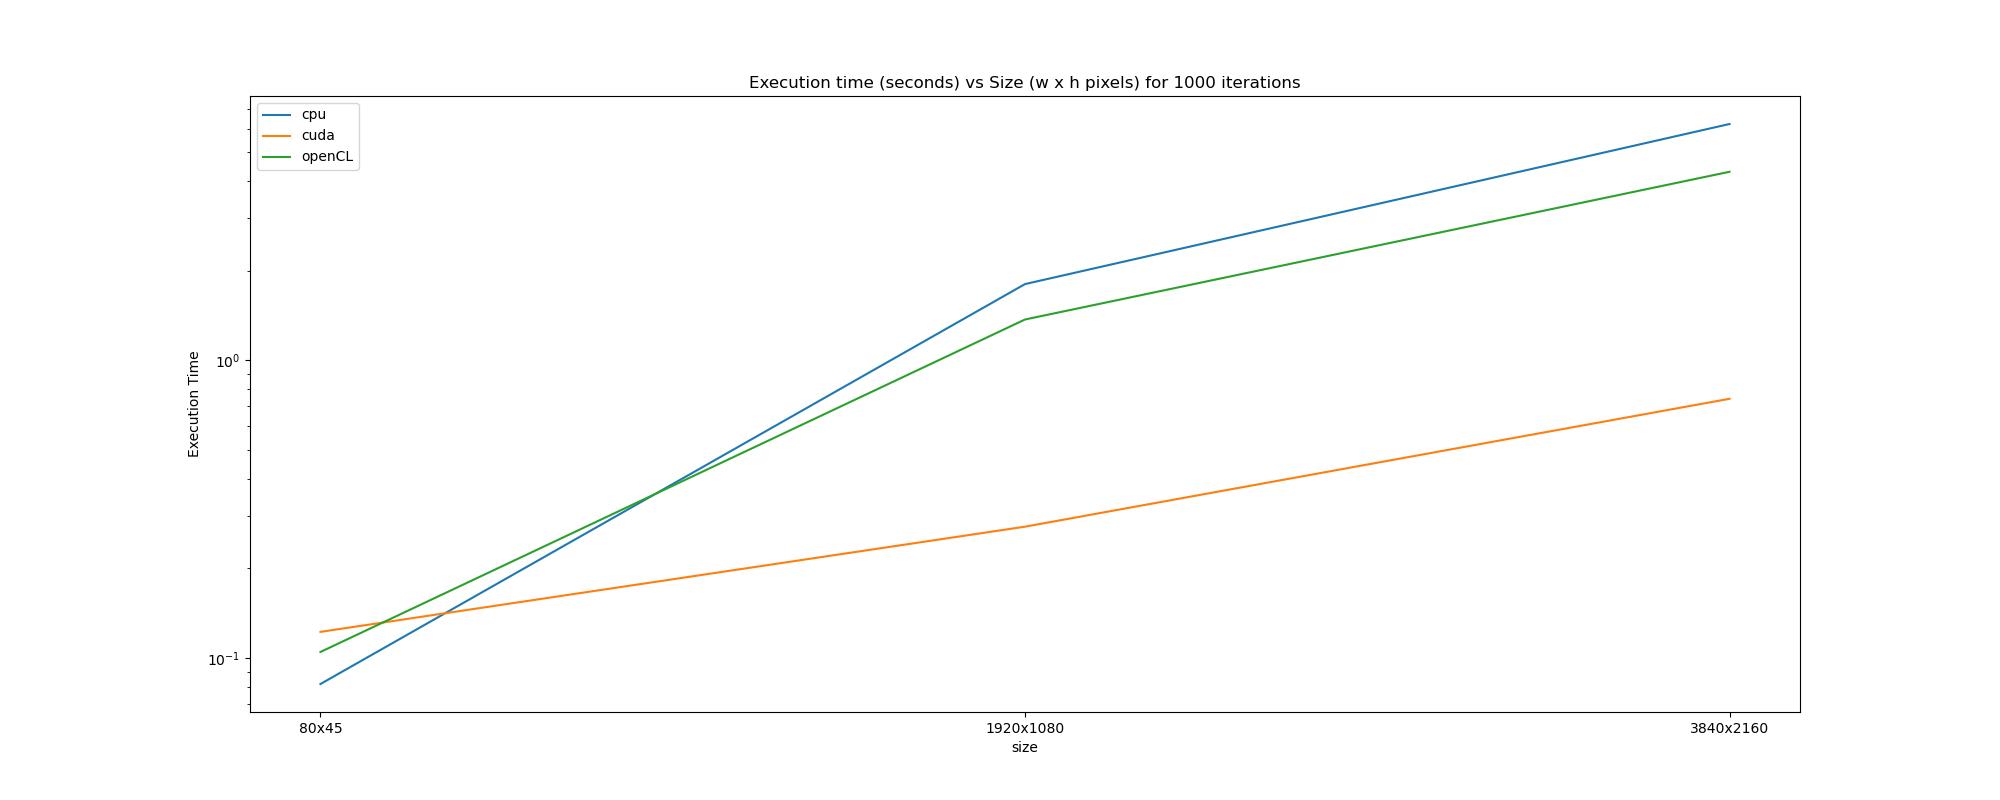 Execution time (seconds) vs Size (w x h pixels) for 1000 iterations
cpu
cuda
openCL
Execution Time
10⁰
10⁻¹
80x45
1920x1080
3840x2160
size